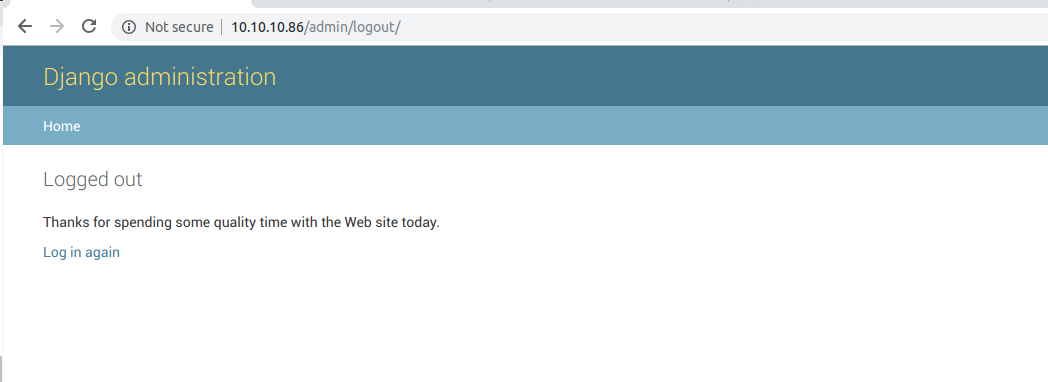 Not secure 10.10.10.86/admin/logout/
Django administration
Home
Logged out
Thanks for spending some quality time with the Web site today.
Log in again